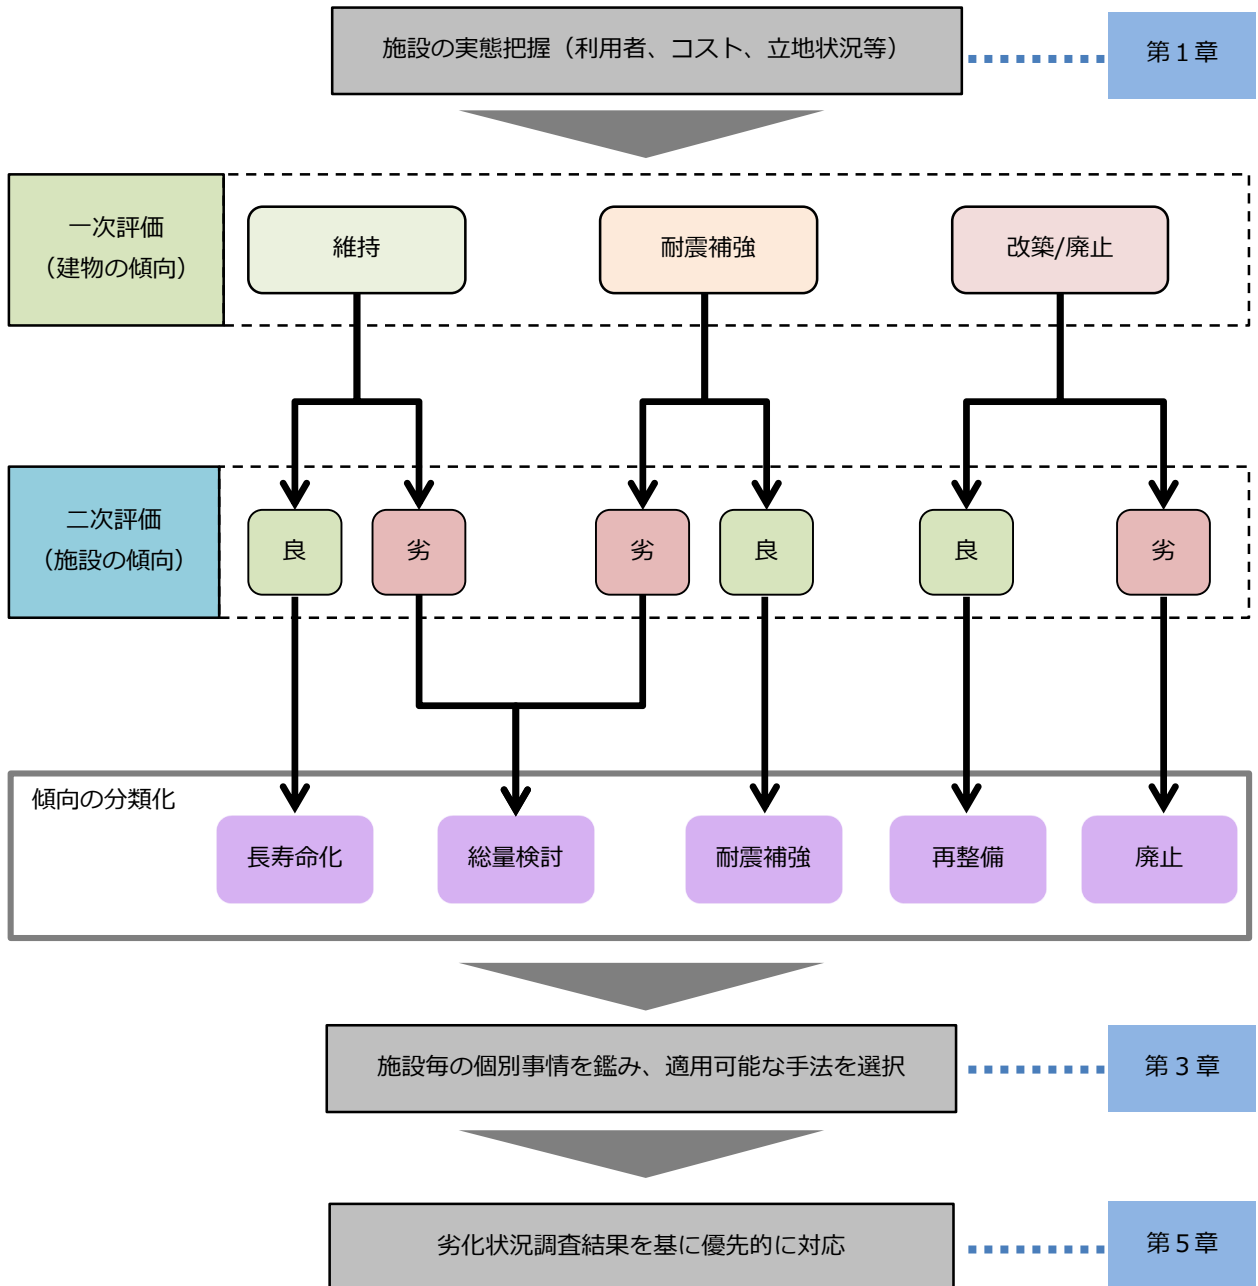 施設の実態把握（利用者、コスト、立地状況等）
第１章
一次評価
（建物の傾向）
維持
耐震補強
改築/廃止
二次評価
（施設の傾向）
良
劣
劣
良
良
劣
傾向の分類化
長寿命化
総量検討
耐震補強
再整備
廃止
施設毎の個別事情を鑑み、適用可能な手法を選択
第３章
劣化状況調査結果を基に優先的に対応
第５章